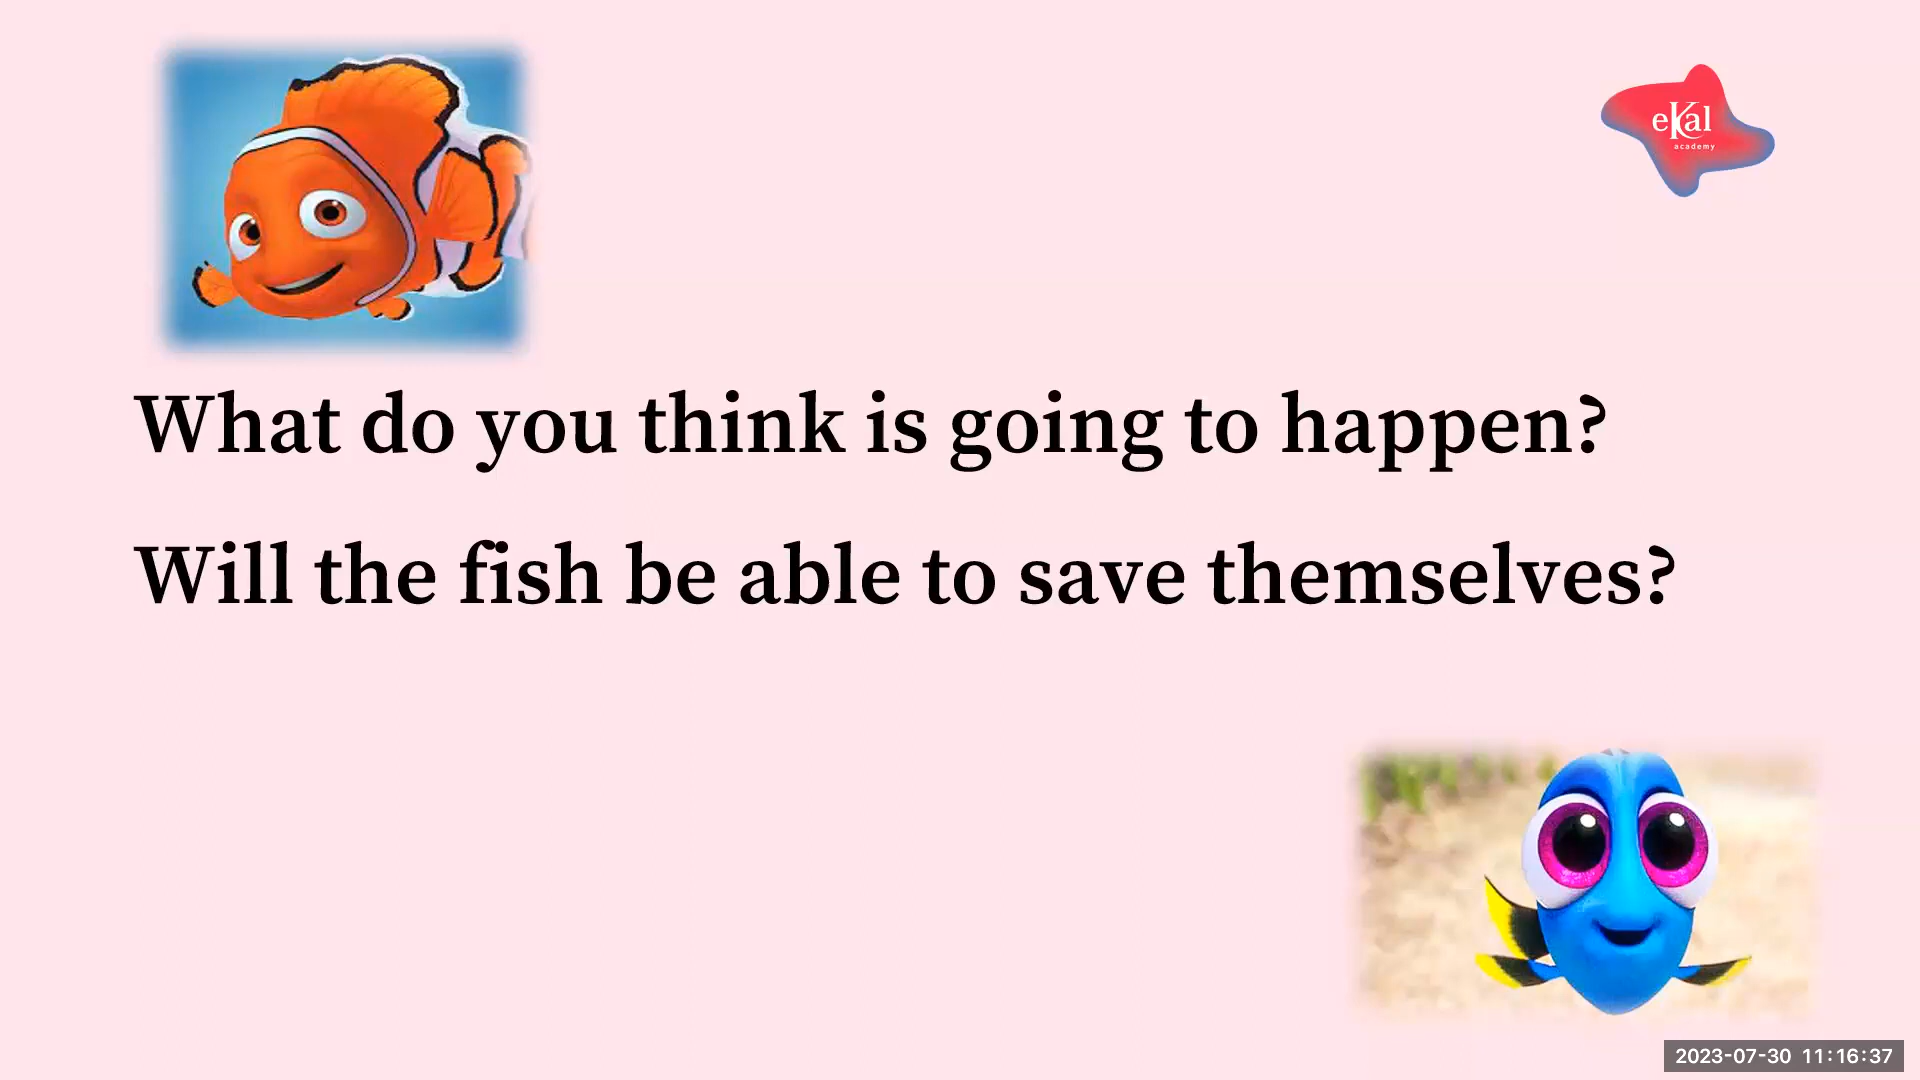 eKal
academy
What do you think is going to happen?
Will the fish be able to save themselves?
2023-07-30 11:16:37